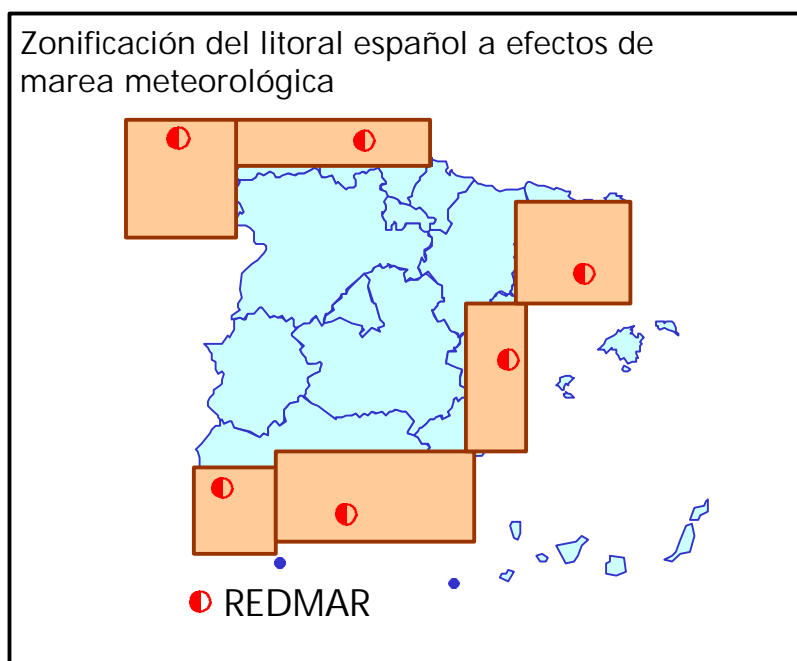 Zonificación del litoral español a efectos de
marea meteorológica
REDMAR